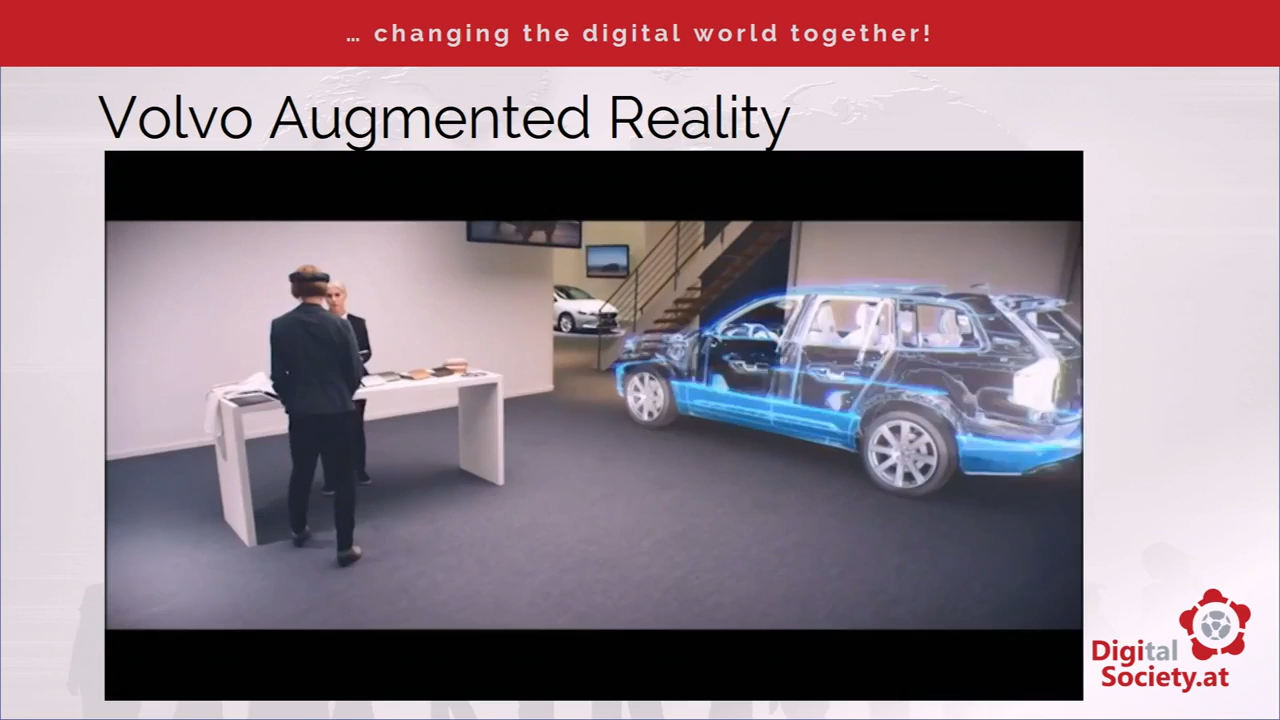 … changing the digital world together!
Volvo Augmented Reality
Digital
Society.at